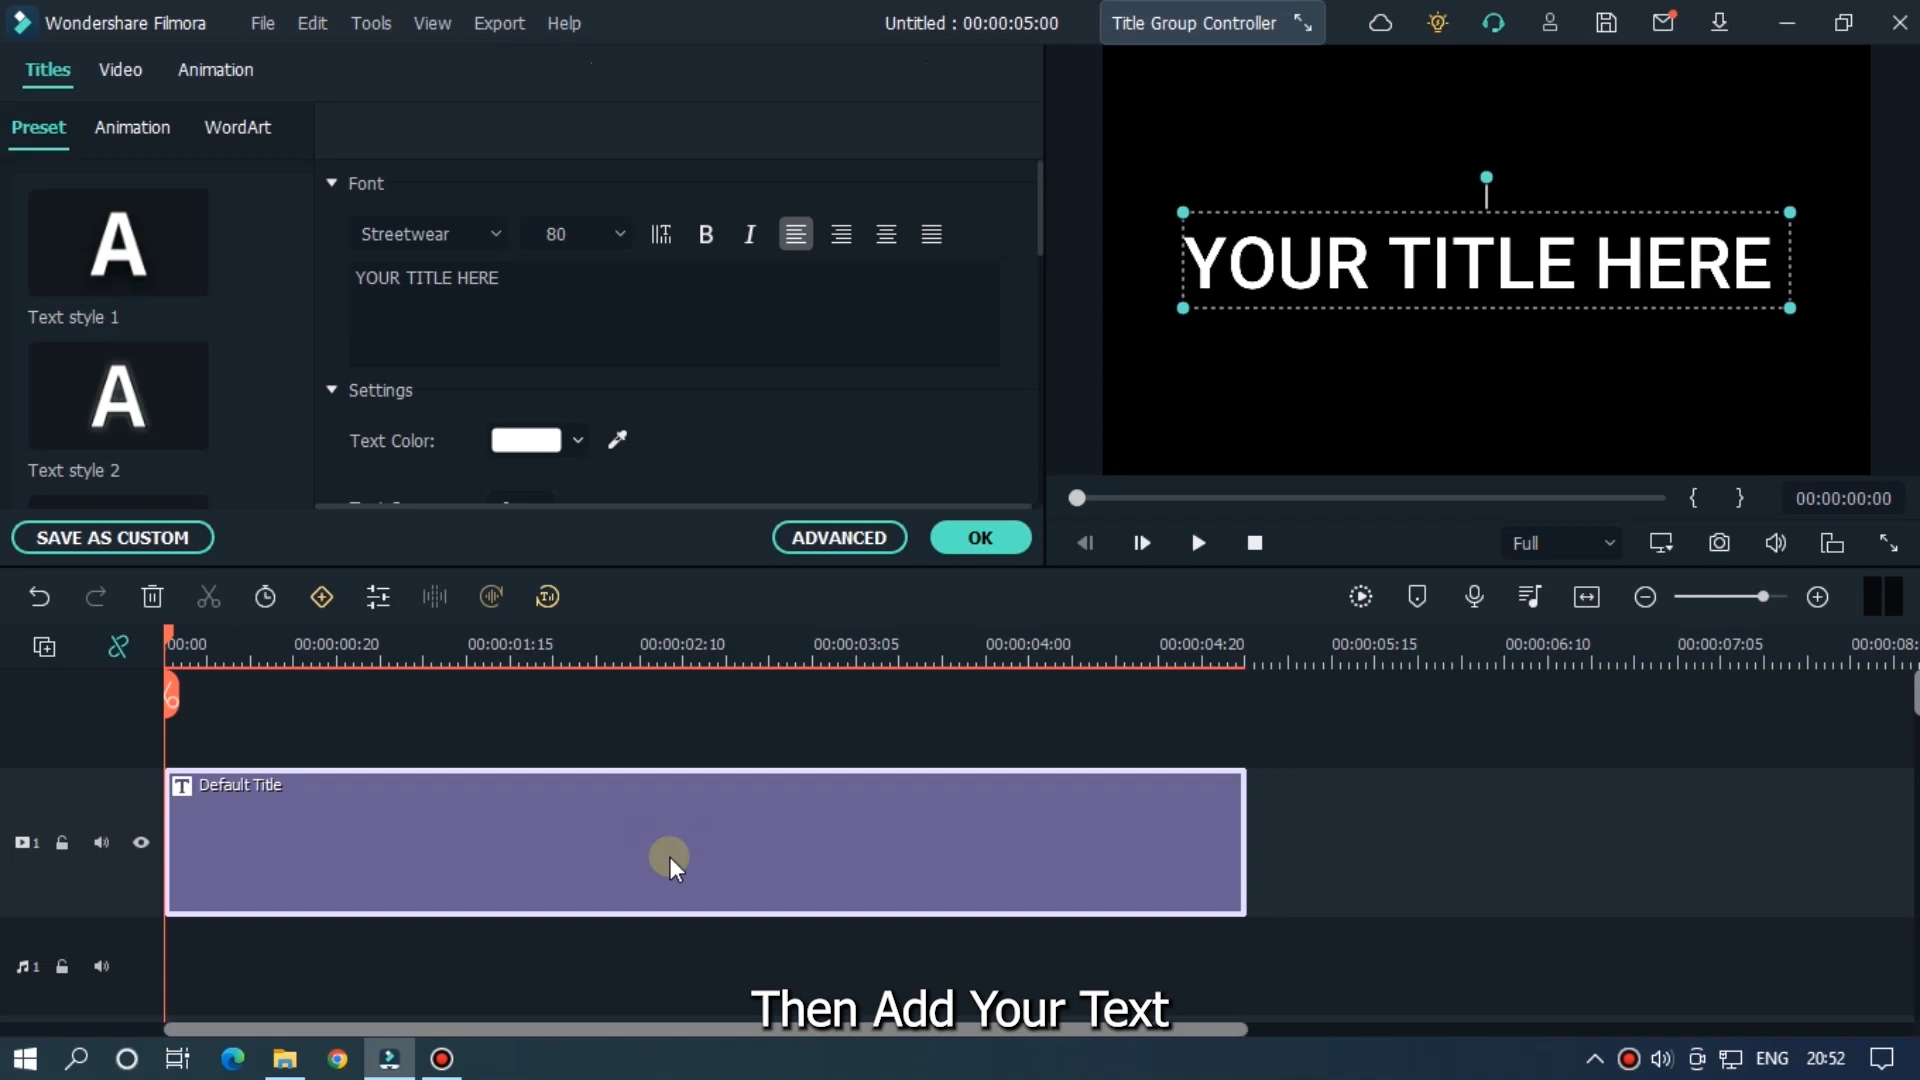 Wondershare Filmora File Edit Tools View Export Help Untitled : 00:00:05:00 Title Group Controller
Titles Video Animation
Preset Animation WordArt
Font
Streetwear 80 B I
YOUR TITLE HERE
Settings
Text Color:
A
Text style 1
A
Text style 2
SAVE AS CUSTOM ADVANCED OK
YOUR TITLE HERE
{ } 00:00:00:00
Full
00:00 00:00:00:20 00:00:01:15 00:00:02:10 00:00:03:05 00:00:04:00 00:00:04:20 00:00:05:15 00:00:06:10 00:00:07:05 00:00:08:
T Default Title
1
1
Then Add Your Text
ENG 20:52